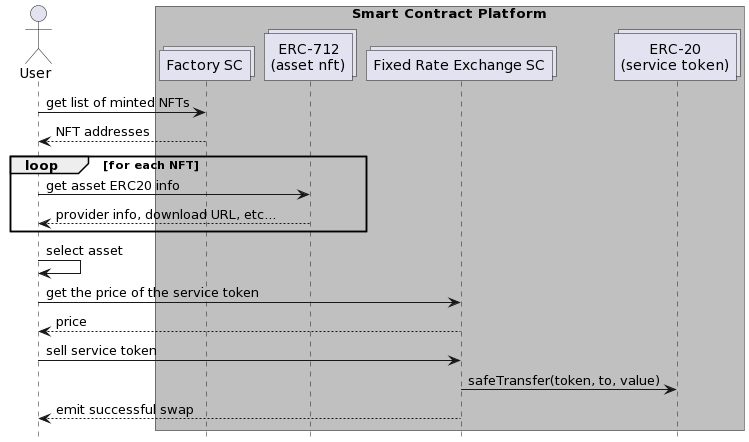 Smart Contract Platform
User
Factory SC
ERC-712
(asset nft)
Fixed Rate Exchange SC
ERC-20
(service token)
get list of minted NFTs
NFT addresses
loop [for each NFT]
get asset ERC20 info
provider info, download URL, etc...
select asset
get the price of the service token
price
sell service token
safeTransfer(token, to, value)
emit successful swap